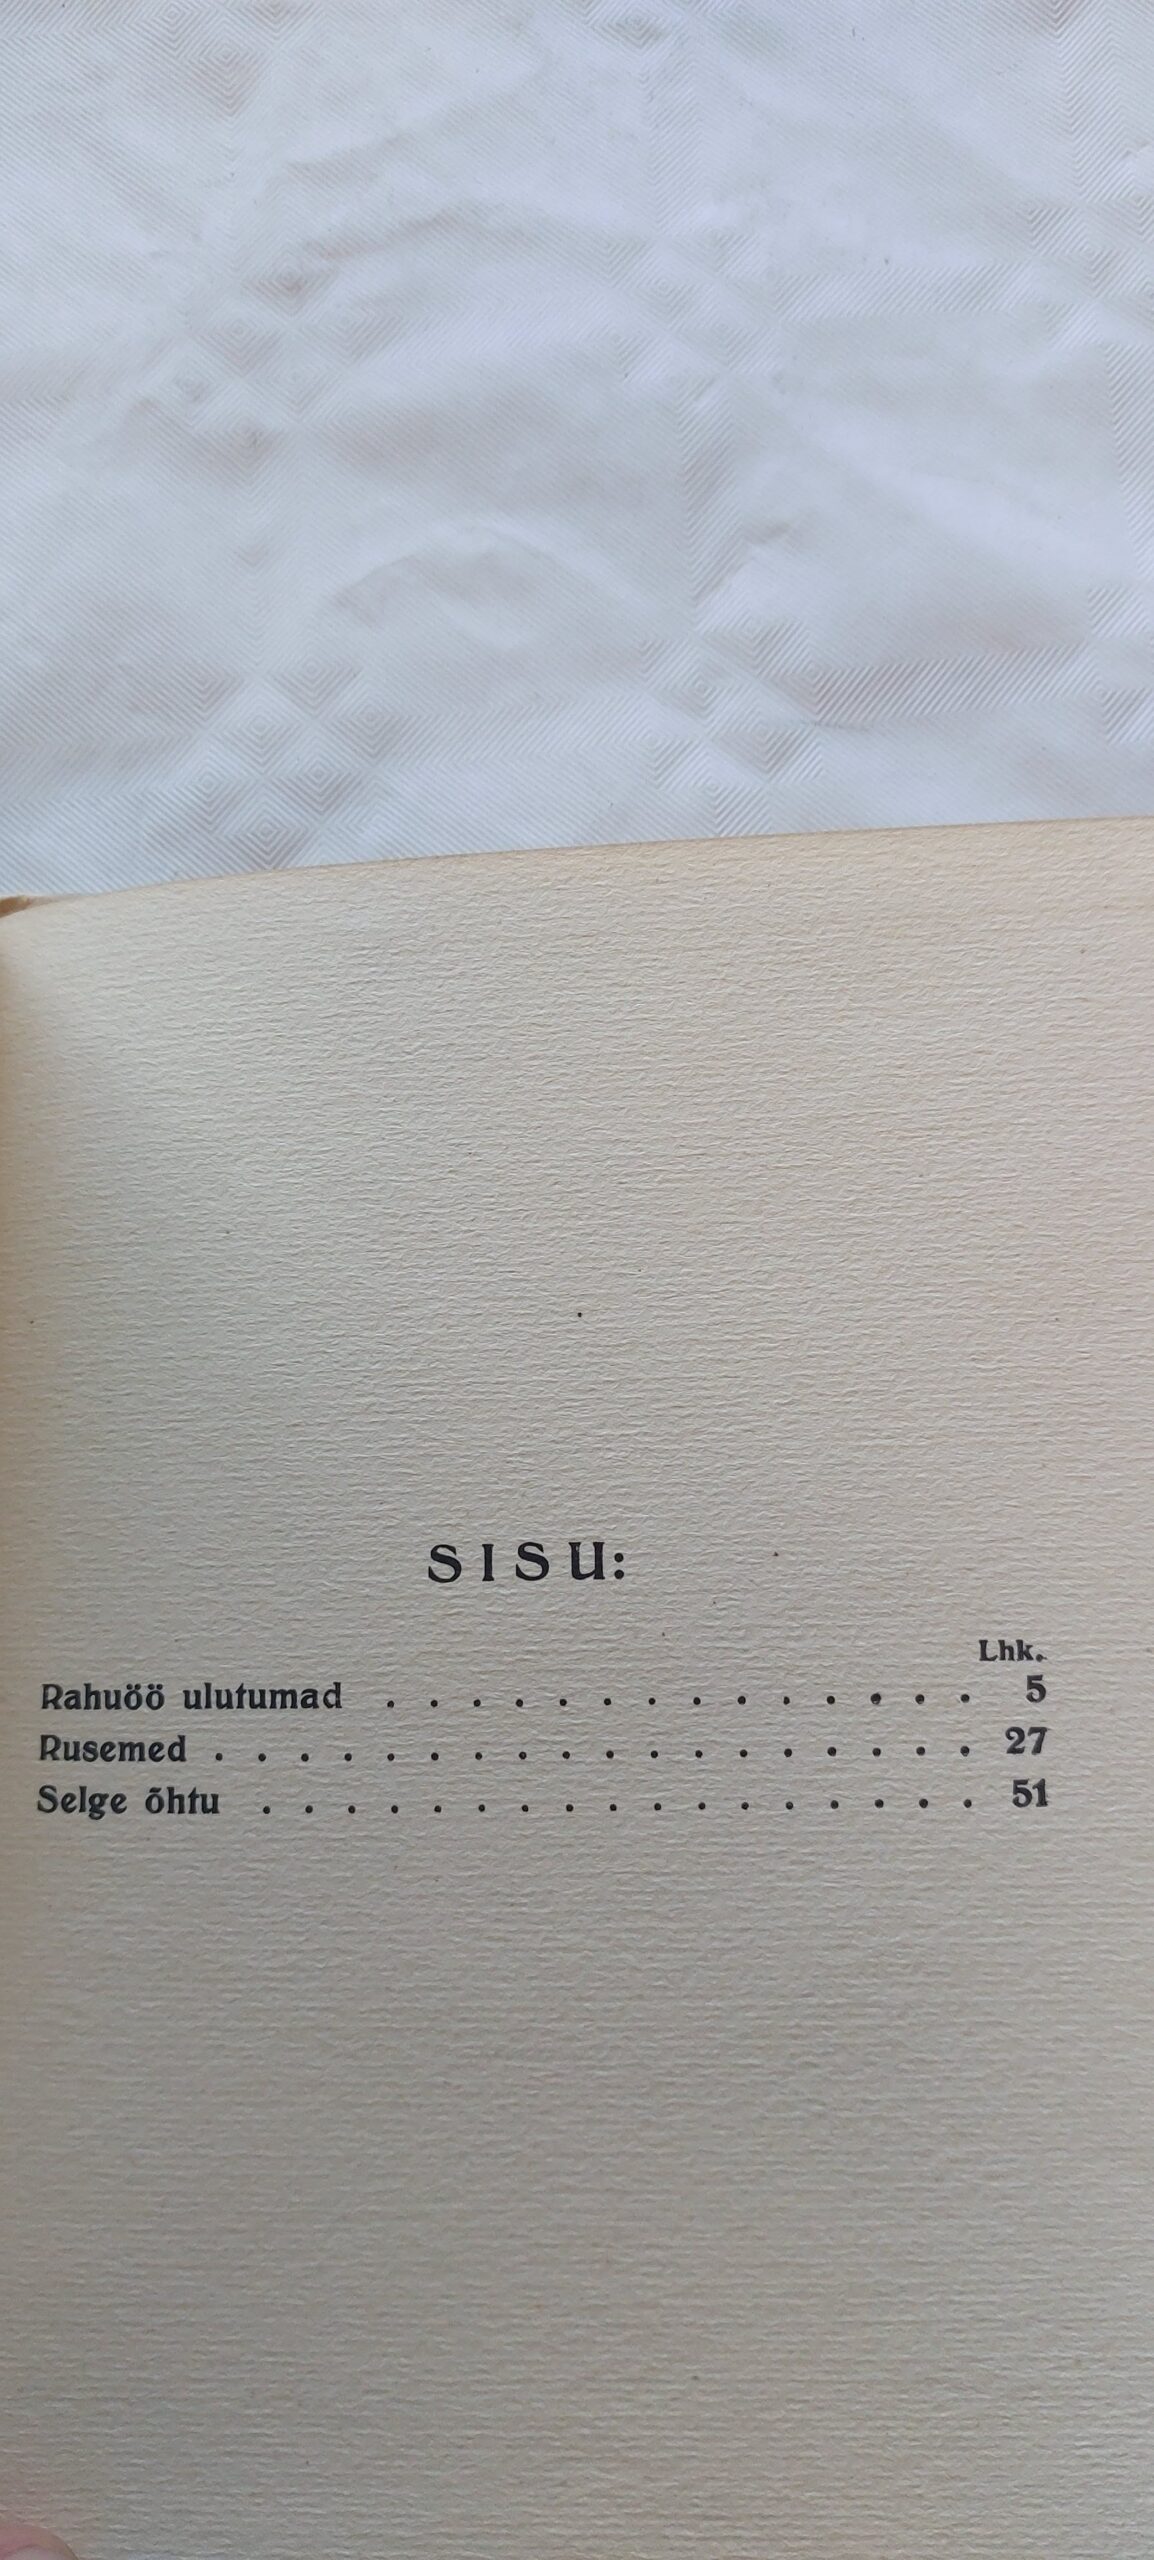 SISU:
Lhk.
Rahuöö ulutumad . . . . . . . . . . . . . . 5
Rusemed . . . . . . . . . . . . . . . . . . 27
Selge õhtu . . . . . . . . . . . . . . . . . 51